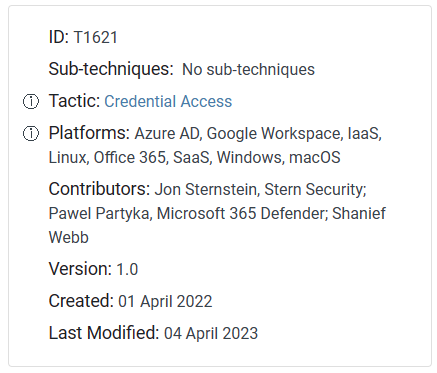 ID: T1621
Sub-techniques: No sub-techniques
Tactic: Credential Access
Platforms: Azure AD, Google Workspace, IaaS,
Linux, Office 365, SaaS, Windows, macOS
Contributors: Jon Sternstein, Stern Security;
Pawel Partyka, Microsoft 365 Defender; Shanief
Webb
Version: 1.0
Created: 01 April 2022
Last Modified: 04 April 2023